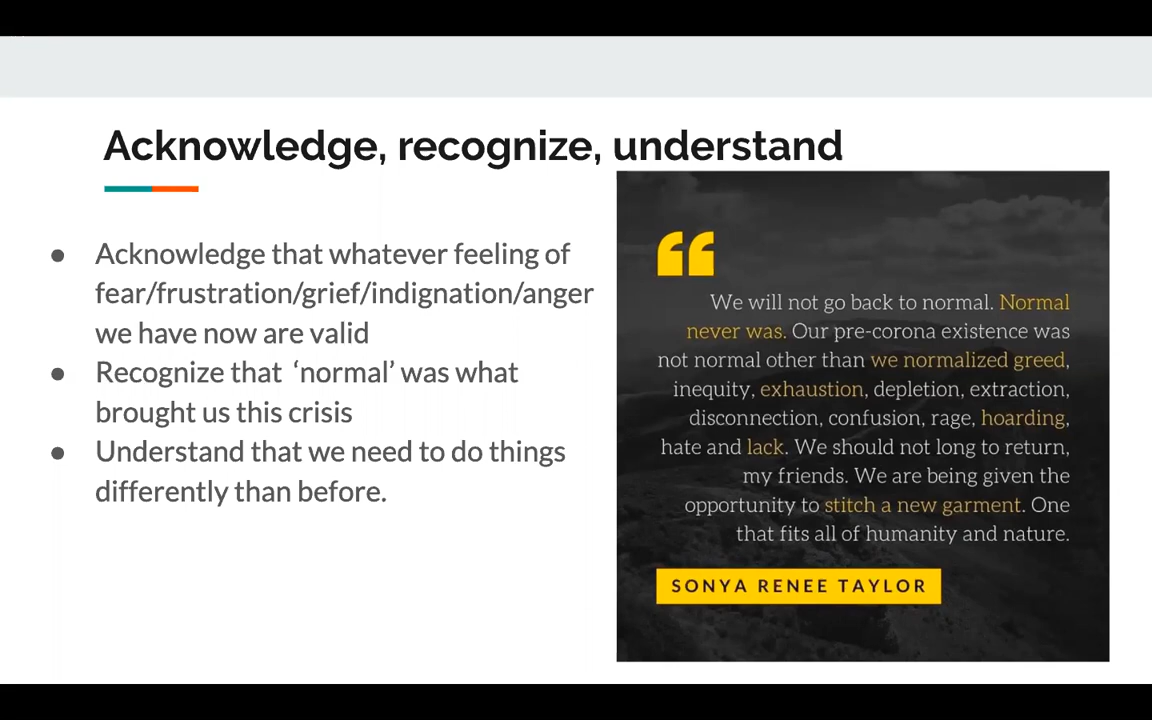 Acknowledge, recognize, understand
● Acknowledge that whatever feeling of
fear/frustration/grief/indignation/anger
we have now are valid
● Recognize that ‘normal’ was what
brought us this crisis
● Understand that we need to do things
differently than before.
“
We will not go back to normal. Normal
never was. Our pre-corona existence was
not normal other than we normalized greed,
inequity, exhaustion, depletion, extraction,
disconnection, confusion, rage, hoarding,
hate and lack. We should not long to return,
my friends. We are being given the
opportunity to stitch a new garment. One
that fits all of humanity and nature.
SONYA RENEE TAYLOR